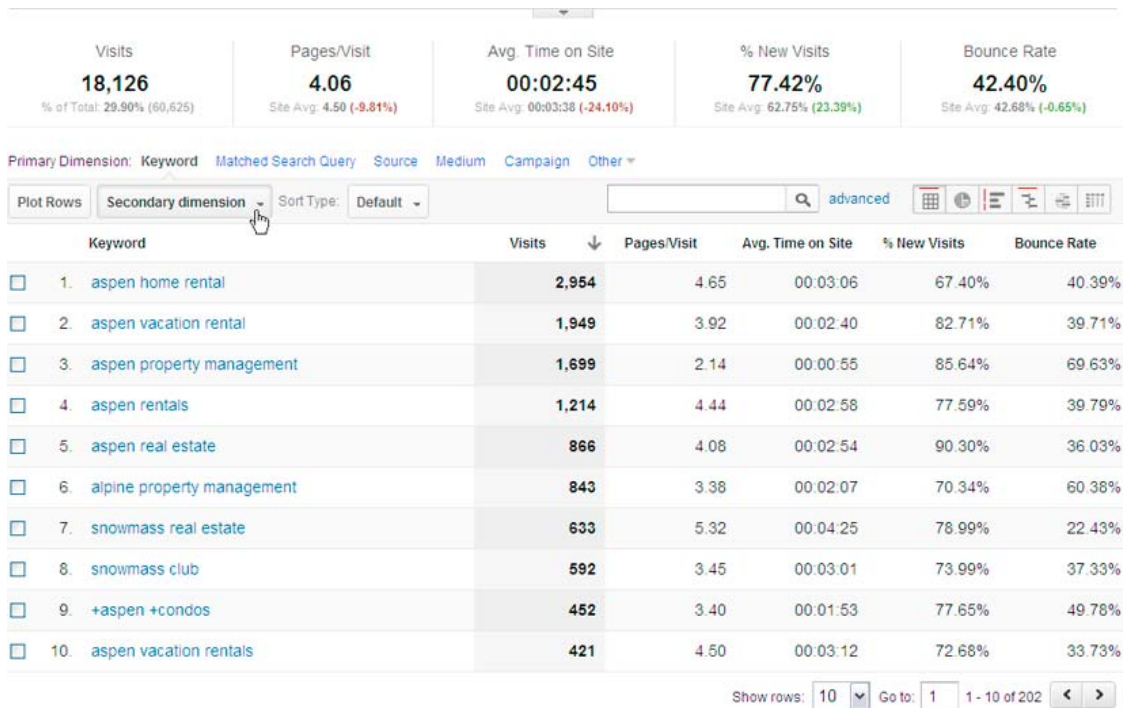 Visits Pages/Visit Avg. Time on Site % New Visits Bounce Rate
18,126 4.06 00:02:45 77.42% 42.40%
% of Total: 29.90% (60,625) Site Avg: 4.50 (-9.81%) Site Avg: 00:03:38 (-24.10%) Site Avg: 62.75% (23.39%) Site Avg: 42.68% (-0.65%)
Primary Dimension: Keyword Matched Search Query Source Medium Campaign Other
Plot Rows Secondary dimension Sort Type: Default advanced
Keyword Visits Pages/Visit Avg. Time on Site % New Visits Bounce Rate
1. aspen home rental 2,954 4.65 00:03:06 67.40% 40.39%
2. aspen vacation rental 1,949 3.92 00:02:40 82.71% 39.71%
3. aspen property management 1,699 2.14 00:00:55 85.64% 69.63%
4. aspen rentals 1,214 4.44 00:02:58 77.59% 39.79%
5. aspen real estate 866 4.08 00:02:54 90.30% 36.03%
6. alpine property management 843 3.38 00:02:07 70.34% 60.38%
7. snowmass real estate 633 5.32 00:04:25 78.99% 22.43%
8. snowmass club 592 3.45 00:03:01 73.99% 37.33%
9. +aspen +condos 452 3.40 00:01:53 77.65% 49.78%
10. aspen vacation rentals 421 4.50 00:03:12 72.68% 33.73%
Show rows: 10 Go to: 1 1 - 10 of 202